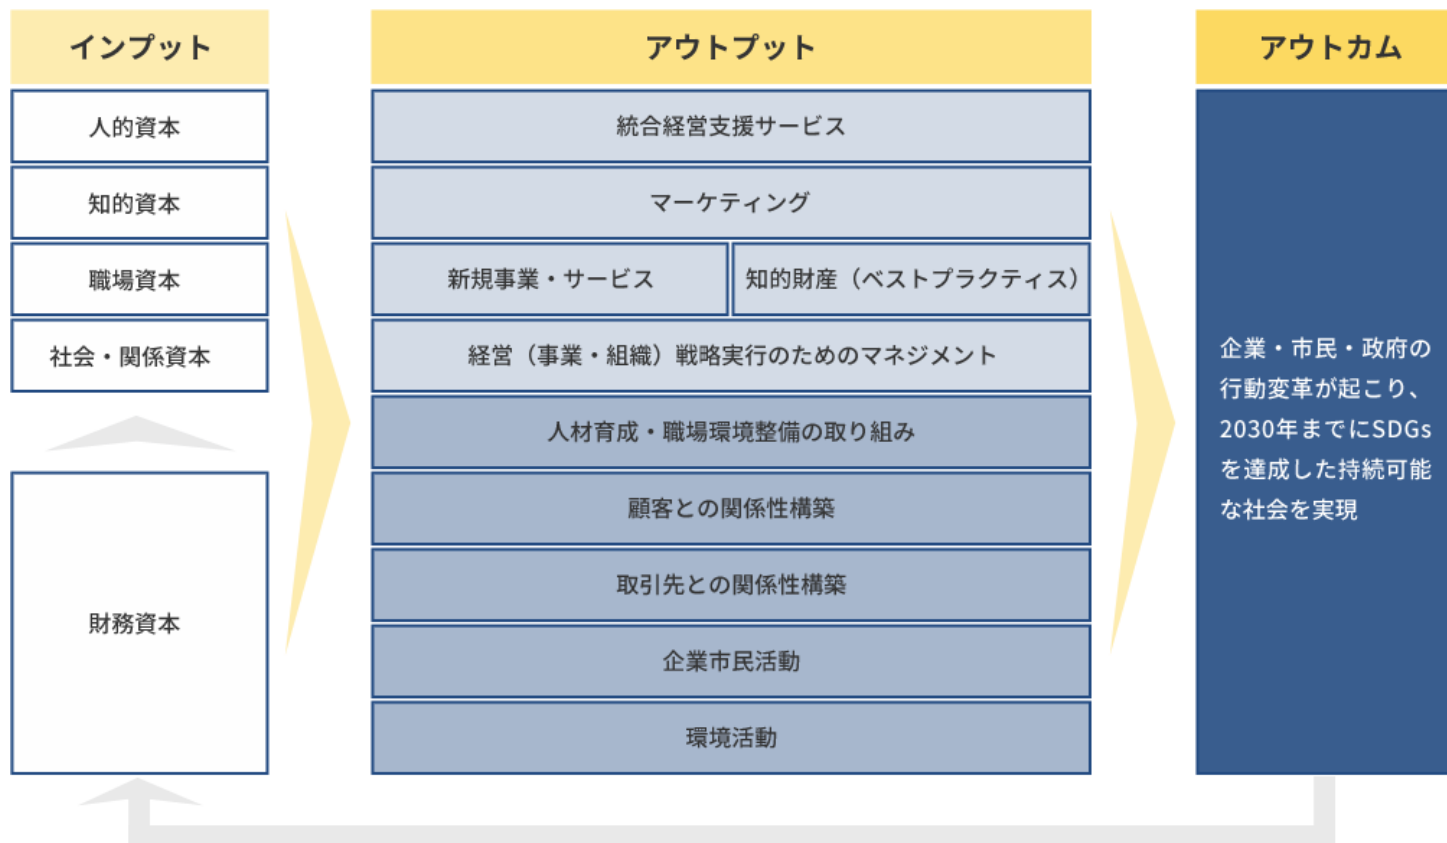 インプット
人的資本
知的資本
職場資本
社会・関係資本
財務資本
アウトプット
統合経営支援サービス
マーケティング
新規事業・サービス
知的財産（ベストプラクティス）
経営（事業・組織）戦略実行のためのマネジメント
人材育成・職場環境整備の取り組み
顧客との関係性構築
取引先との関係性構築
企業市民活動
環境活動
アウトカム
企業・市民・政府の
行動変革が起こり、
2030年までにSDGs
を達成した持続可能
な社会を実現